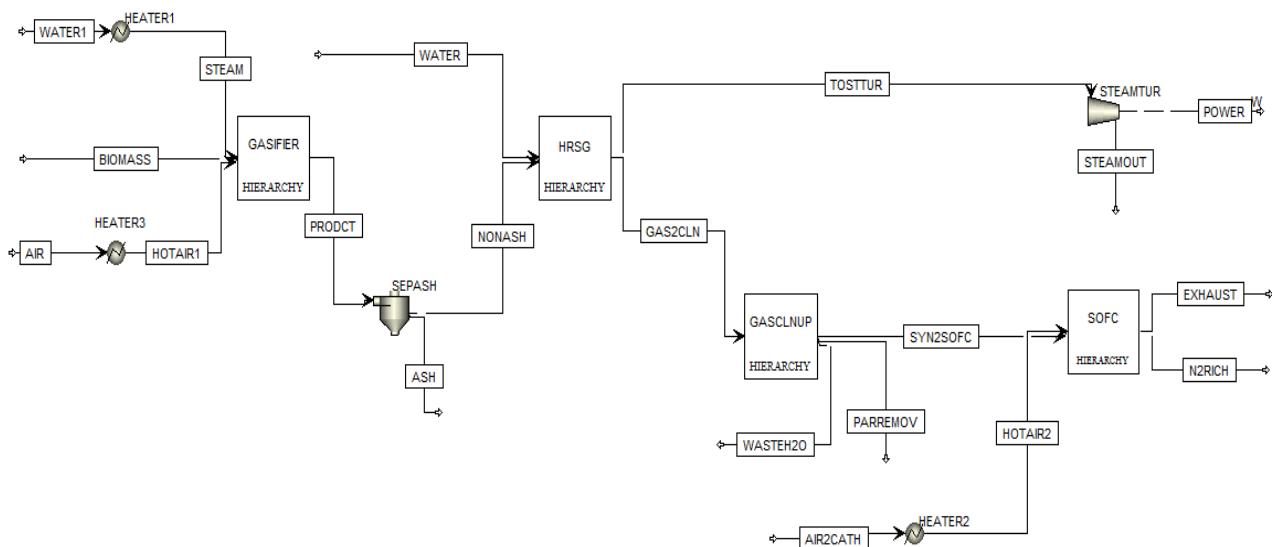 HEATER1
WATER1
STEAM
WATER
TOSTTUR
STEAMTUR
POWER
W
GASIFIER
HIERARCHY
HRSG
HIERARCHY
BIOMASS
STEAMOUT
HEATER3
PRODCT
NONASH
GAS2CLN
AIR
HOTAIR1
SEPASH
EXHAUST
GASCLNUP
HIERARCHY
SYN2SOFC
SOFC
HIERARCHY
N2RICH
ASH
PARREMOV
HOTAIR2
WASTEH2O
HEATER2
AIR2CATH